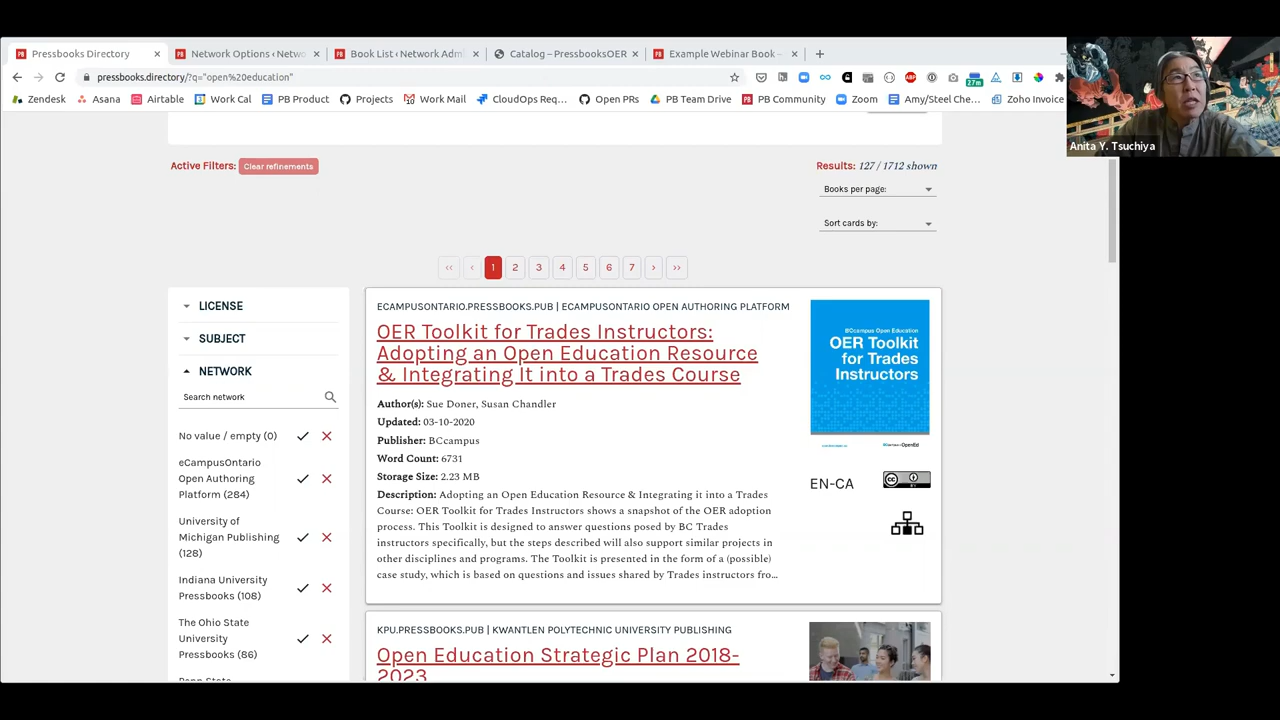 Pressbooks Directory
Network Options ‹ Netwo
Book List ‹ Network Adm
Catalog – PressbooksOER
Example Webinar Book –
pressbooks.directory/?q="open%20education"
27m
Zendesk
Asana
Airtable
Work Cal
PB Product
Projects
Work Mail
CloudOps Req...
Open PRs
PB Team Drive
PB Community
Zoom
Amy/Steel Che...
Zoho Invoice
Anita Y. Tsuchiya
Active Filters: Clear refinements
Results: 127 / 1712 shown
Books per page:
Sort cards by:
‹‹ ‹ 1 2 3 4 5 6 7 › ››
LICENSE
SUBJECT
NETWORK
Search network
No value / empty (0)
eCampusOntario
Open Authoring
Platform (284)
University of
Michigan Publishing
(128)
Indiana University
Pressbooks (108)
The Ohio State
University
Pressbooks (86)
ECAMPUSONTARIO.PRESSBOOKS.PUB | ECAMPUSONTARIO OPEN AUTHORING PLATFORM
OER Toolkit for Trades Instructors:
Adopting an Open Education Resource
& Integrating It into a Trades Course
Author(s): Sue Doner, Susan Chandler
Updated: 03-10-2020
Publisher: BCcampus
Word Count: 6731
Storage Size: 2.23 MB
Description: Adopting an Open Education Resource & Integrating it into a Trades
Course: OER Toolkit for Trades Instructors shows a snapshot of the OER adoption
process. This Toolkit is designed to answer questions posed by BC Trades
instructors specifically, but the steps described will also support similar projects in
other disciplines and programs. The Toolkit is presented in the form of a (possible)
case study, which is based on questions and issues shared by Trades instructors fro...
BCcampus Open Education
OER Toolkit
for Trades
Instructors
EN-CA
BY
KPU.PRESSBOOKS.PUB | KWANTLEN POLYTECHNIC UNIVERSITY PUBLISHING
Open Education Strategic Plan 2018-
2023